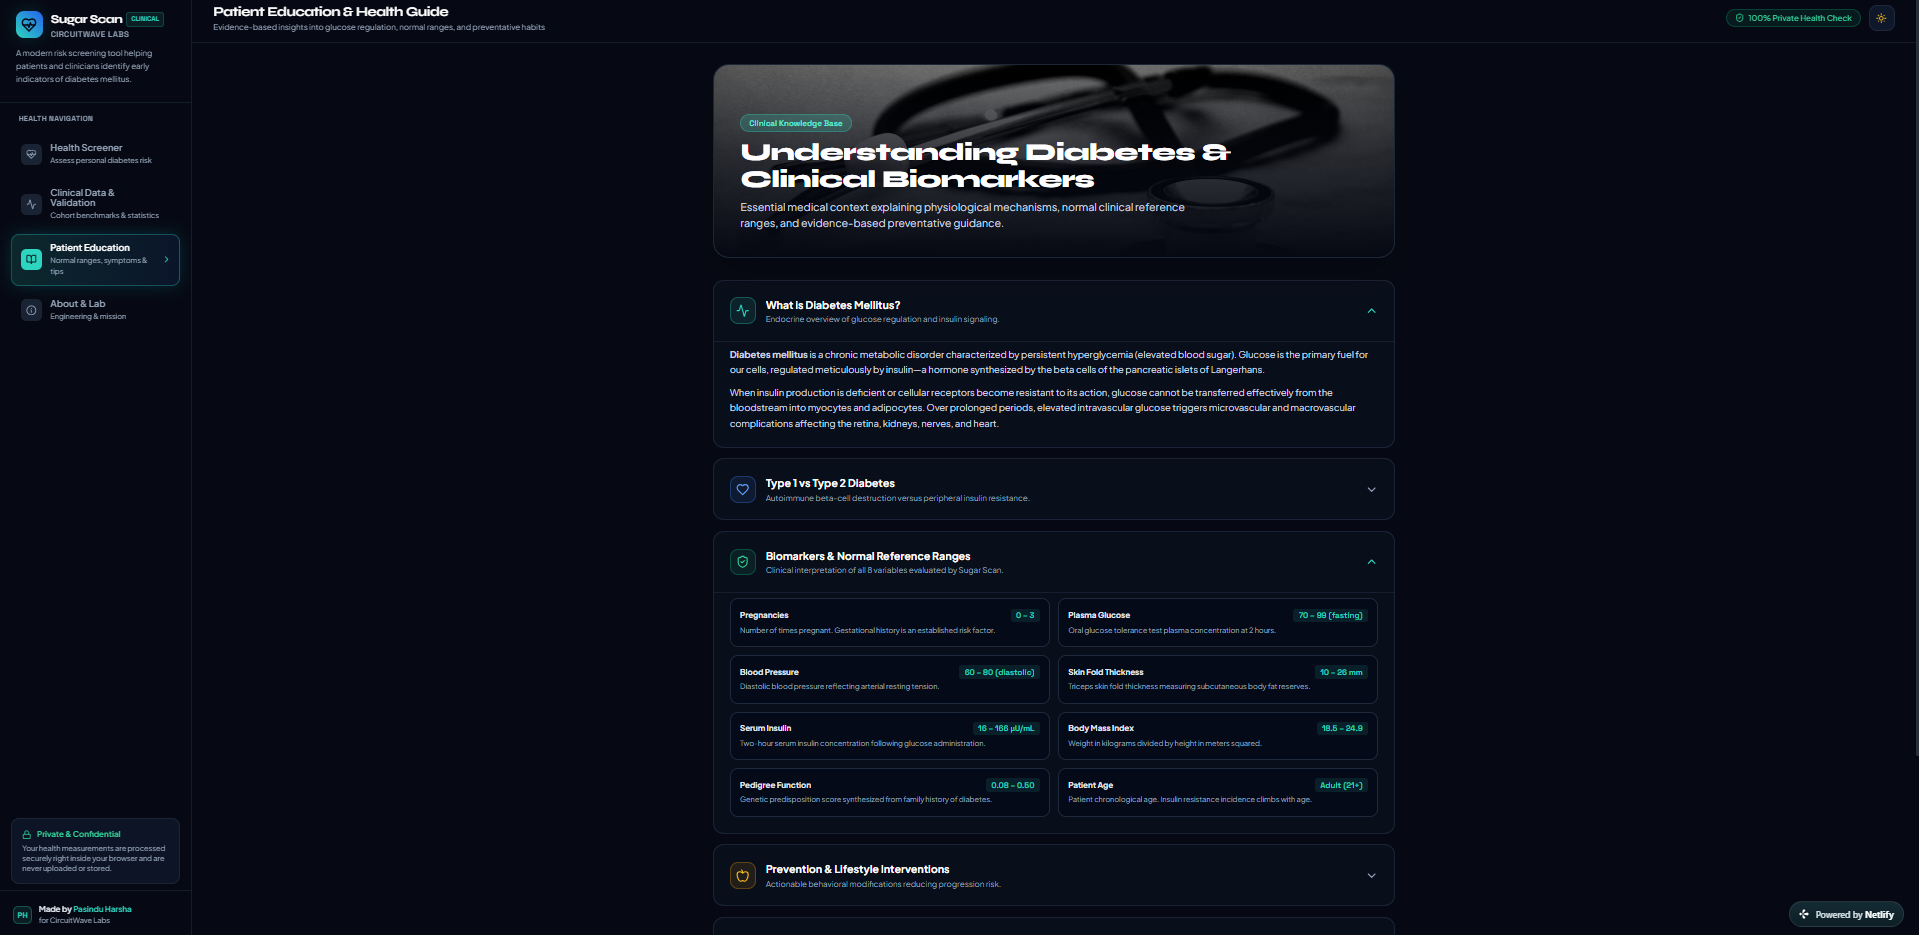 Sugar Scan CLINICAL
CIRCUITWAVE LABS
A modern risk screening tool helping
patients and clinicians identify early
indicators of diabetes mellitus.
HEALTH NAVIGATION
Health Screener
Assess personal diabetes risk
Clinical Data &
Validation
Cohort benchmarks & statistics
Patient Education
Normal ranges, symptoms &
tips
About & Lab
Engineering & mission
Private & Confidential
Your health measurements are processed
securely right inside your browser and are
never uploaded or stored.
PH
Made by Pasindu Harsha
for CircuitWave Labs
Patient Education & Health Guide
Evidence-based insights into glucose regulation, normal ranges, and preventative habits
100% Private Health Check
Clinical Knowledge Base
Understanding Diabetes &
Clinical Biomarkers
Essential medical context explaining physiological mechanisms, normal clinical reference
ranges, and evidence-based preventative guidance.
What is Diabetes Mellitus?
Endocrine overview of glucose regulation and insulin signaling.
Diabetes mellitus is a chronic metabolic disorder characterized by persistent hyperglycemia (elevated blood sugar). Glucose is the primary fuel for
our cells, regulated meticulously by insulin—a hormone synthesized by the beta cells of the pancreatic islets of Langerhans.
When insulin production is deficient or cellular receptors become resistant to its action, glucose cannot be transferred effectively from the
bloodstream into myocytes and adipocytes. Over prolonged periods, elevated intravascular glucose triggers microvascular and macrovascular
complications affecting the retina, kidneys, nerves, and heart.
Type 1 vs Type 2 Diabetes
Autoimmune beta-cell destruction versus peripheral insulin resistance.
Biomarkers & Normal Reference Ranges
Clinical interpretation of all 8 variables evaluated by Sugar Scan.
Pregnancies 0 – 3
Number of times pregnant. Gestational history is an established risk factor.
Plasma Glucose 70 – 99 (fasting)
Oral glucose tolerance test plasma concentration at 2 hours.
Blood Pressure 60 – 80 (diastolic)
Diastolic blood pressure reflecting arterial resting tension.
Skin Fold Thickness 10 – 26 mm
Triceps skin fold thickness measuring subcutaneous body fat reserves.
Serum Insulin 16 – 166 μU/mL
Two-hour serum insulin concentration following glucose administration.
Body Mass Index 18.5 – 24.9
Weight in kilograms divided by height in meters squared.
Pedigree Function 0.08 – 0.50
Genetic predisposition score synthesized from family history of diabetes.
Patient Age Adult (21+)
Patient chronological age. Insulin resistance incidence climbs with age.
Prevention & Lifestyle Interventions
Actionable behavioral modifications reducing progression risk.
Powered by Netlify